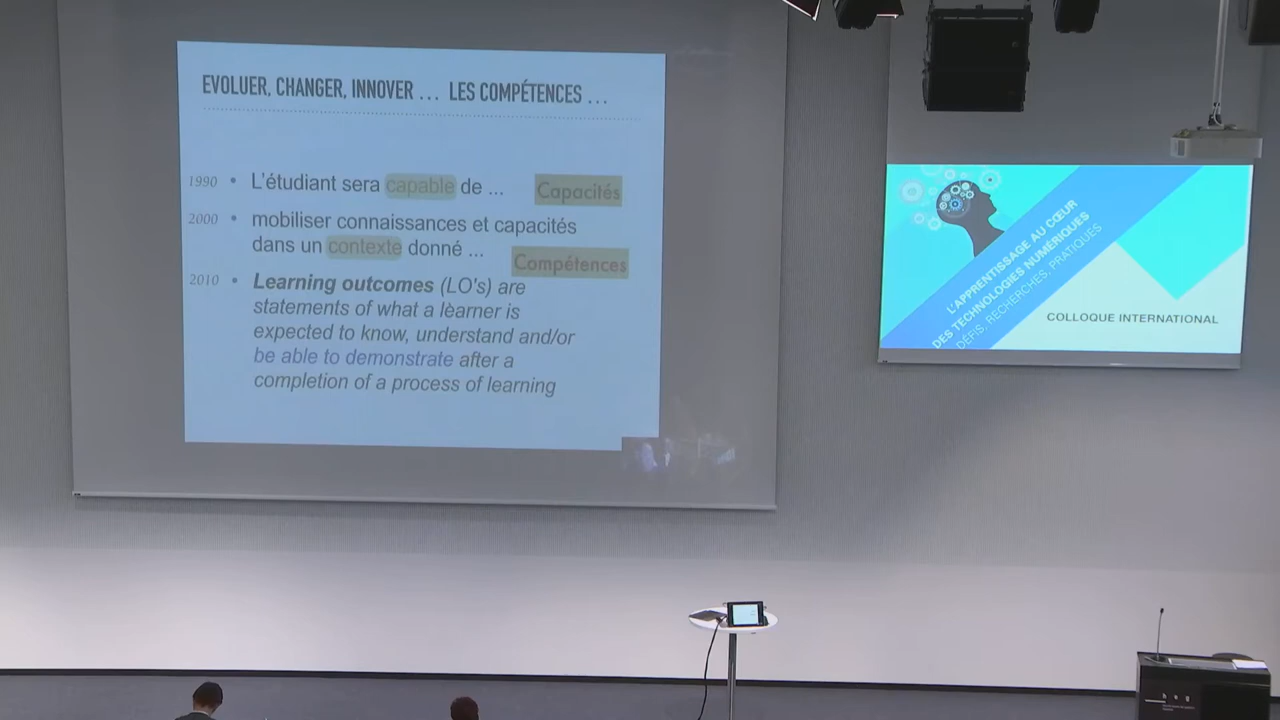 EVOLUER, CHANGER, INNOVER ... LES COMPÉTENCES ...
1990 • L'étudiant sera capable de ... Capacités
2000 • mobiliser connaissances et capacités
dans un contexte donné ... Compétences
2010 • Learning outcomes (LO's) are
statements of what a lèarner is
expected to know, understand and/or
be able to demonstrate after a
completion of a process of learning
L'APPRENTISSAGE AU CŒUR
DES TECHNOLOGIES NUMÉRIQUES
DÉFIS, RECHERCHES, PRATIQUES
COLLOQUE INTERNATIONAL